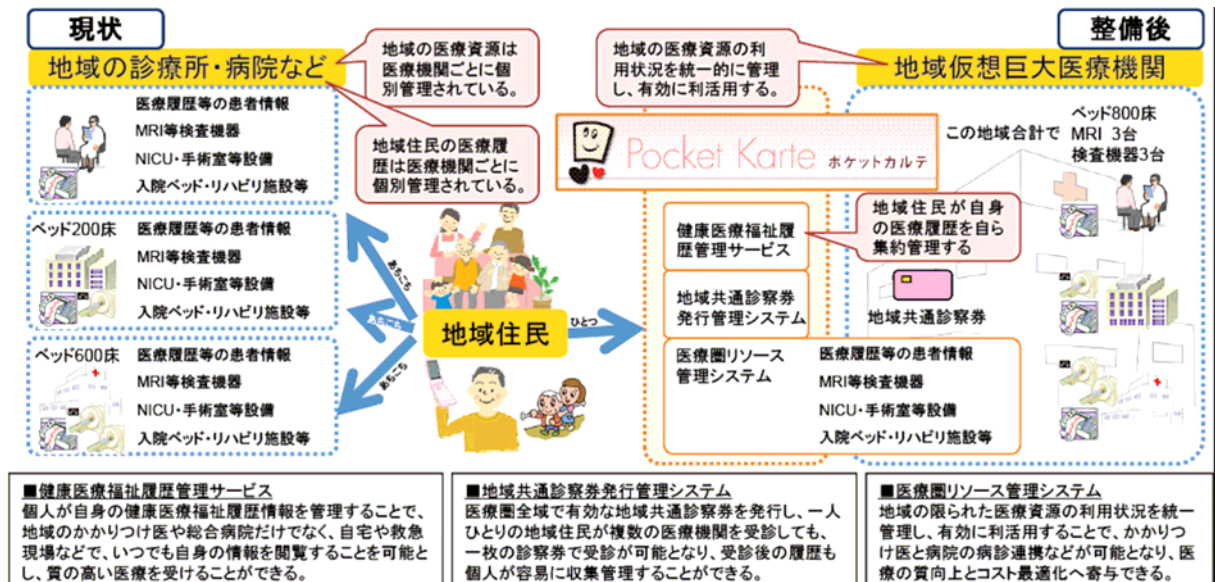 現状
地域の診療所・病院など
地域の医療資源は
医療機関ごとに個
別管理されている。
医療履歴等の患者情報
MRI等検査機器
NICU・手術室等設備
入院ベッド・リハビリ施設等
地域住民の医療履
歴は医療機関ごとに
個別管理されている。
ベッド200床
医療履歴等の患者情報
MRI等検査機器
NICU・手術室等設備
入院ベッド・リハビリ施設等
ベッド600床
医療履歴等の患者情報
MRI等検査機器
NICU・手術室等設備
入院ベッド・リハビリ施設等
あちこち
あちこち
あちこち
地域住民
ひとつ
整備後
地域仮想巨大医療機関
地域の医療資源の利
用状況を統一的に管理
し、有効に利活用する。
Pocket Karte ポケットカルテ
この地域合計で
ベッド800床
MRI 3台
検査機器3台
健康医療福祉履
歴管理サービス
地域住民が自身
の医療履歴を自ら
集約管理する
地域共通診察券
発行管理システム
地域共通診察券
医療圏リソース
管理システム
医療履歴等の患者情報
MRI等検査機器
NICU・手術室等設備
入院ベッド・リハビリ施設等
■健康医療福祉履歴管理サービス
個人が自身の健康医療福祉履歴情報を管理することで、
地域のかかりつけ医や総合病院だけでなく、自宅や救急
現場などで、いつでも自身の情報を閲覧することを可能と
し、質の高い医療を受けることができる。
■地域共通診察券発行管理システム
医療圏全域で有効な地域共通診察券を発行し、一人
ひとりの地域住民が複数の医療機関を受診しても、
一枚の診察券で受診が可能となり、受診後の履歴も
個人が容易に収集管理することができる。
■医療圏リソース管理システム
地域の限られた医療資源の利用状況を統一
管理し、有効に利活用することで、かかりつ
け医と病院の病診連携などが可能となり、医
療の質向上とコスト最適化へ寄与できる。